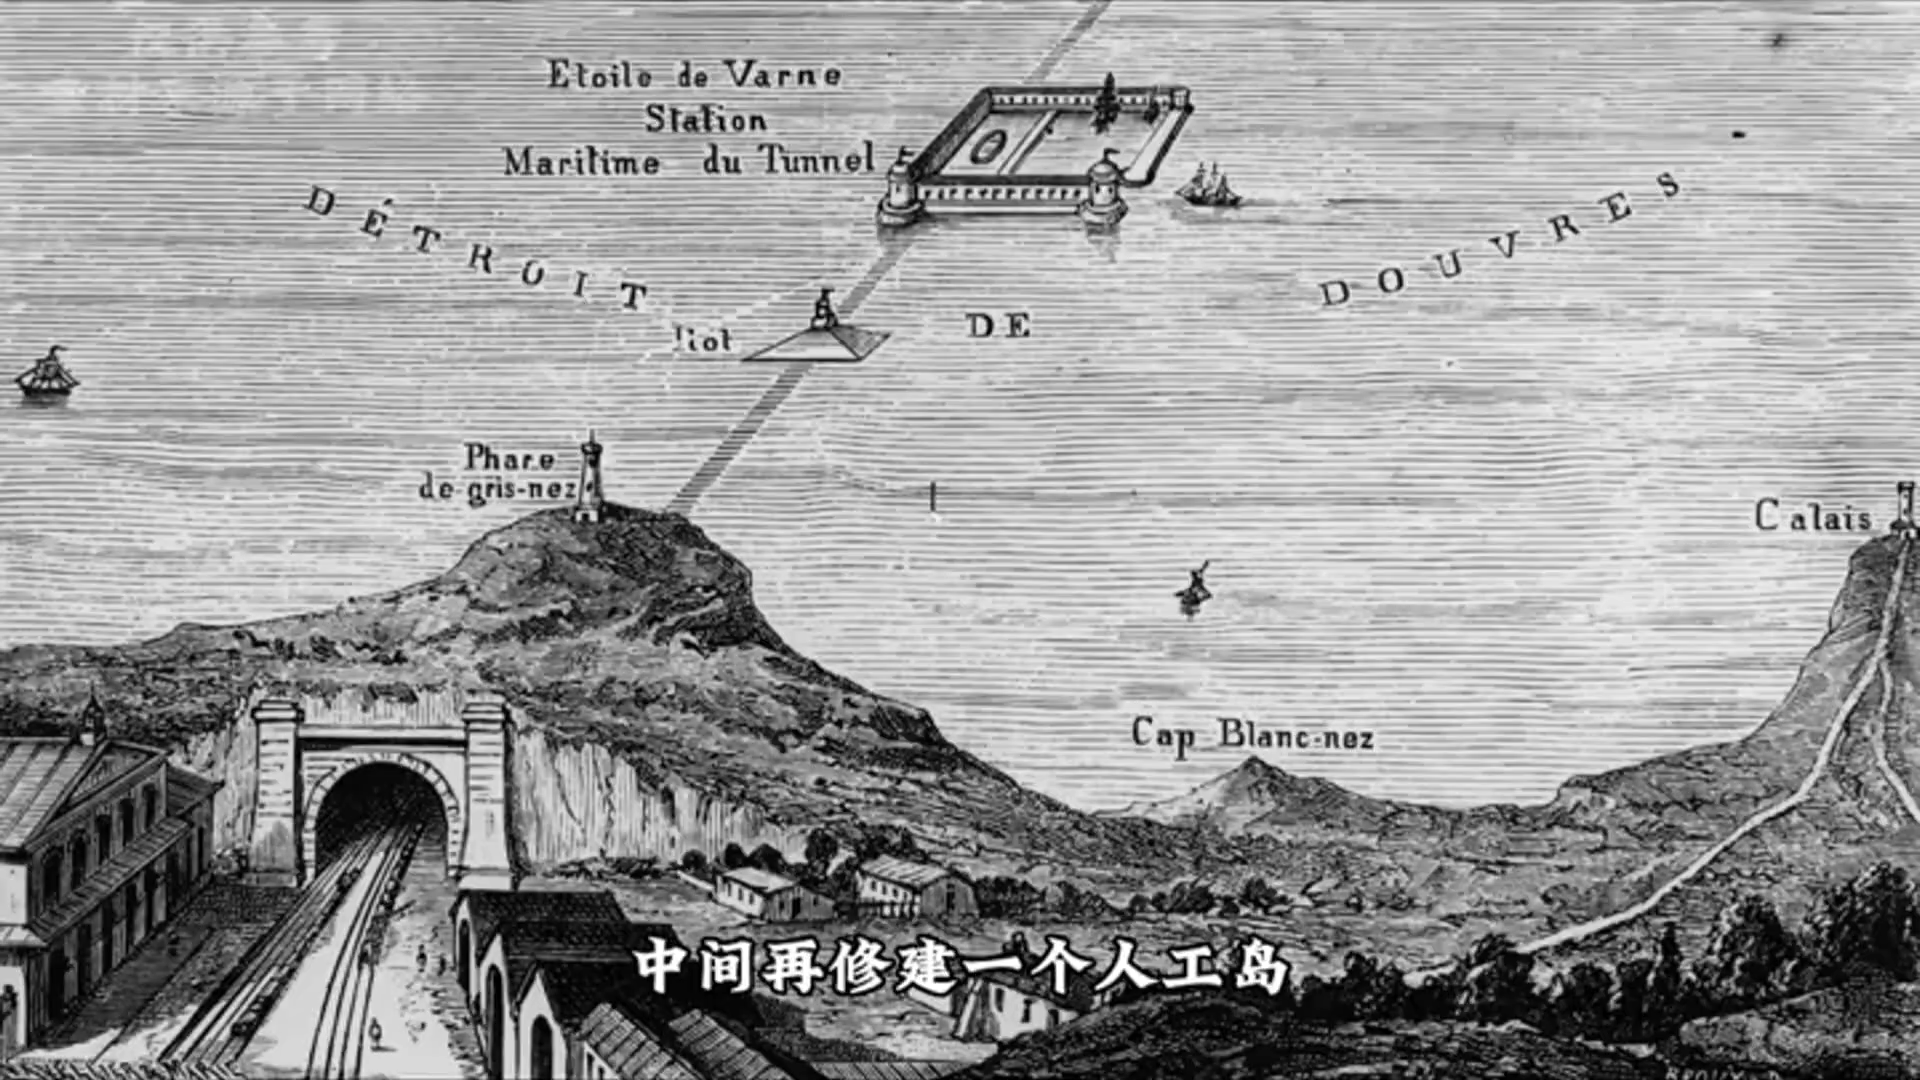 Etoile de Varne
Station
Maritime du Tunnel
DÉTROIT
DE
DOUVRES
Phare
de gris-nez
Calais
Cap Blanc-nez
中间再修建一个人工岛